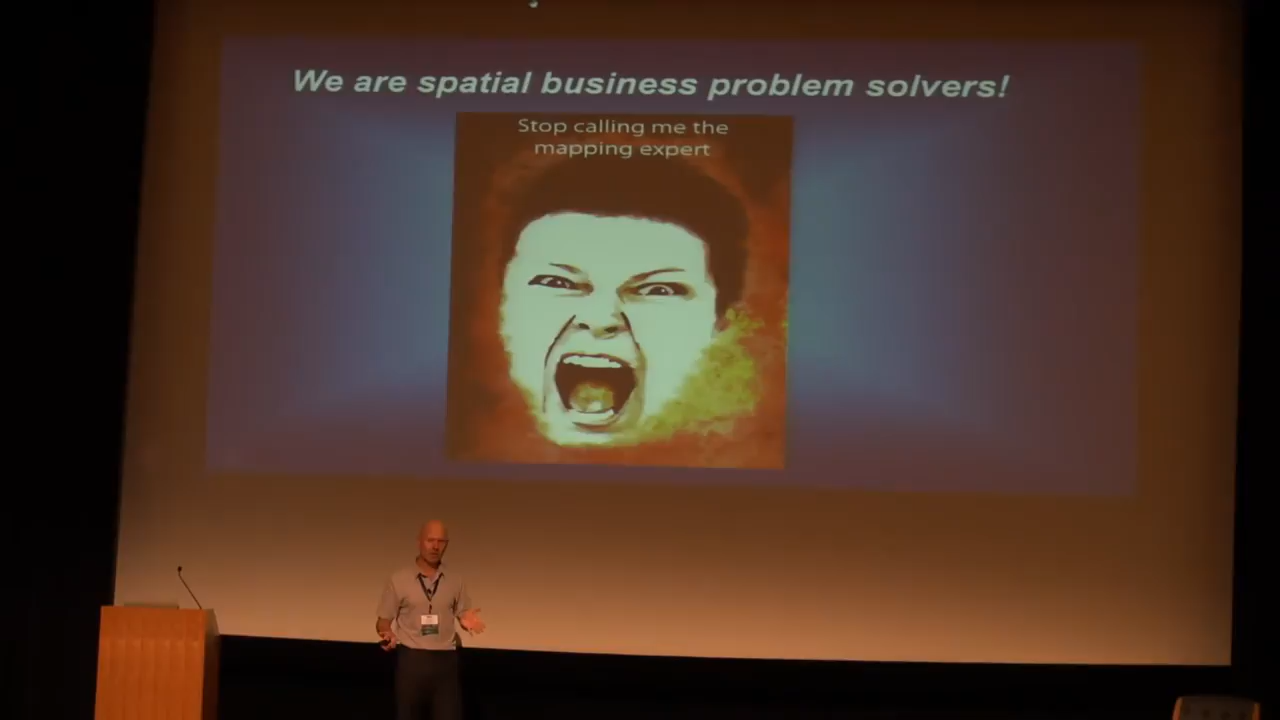 We are spatial business problem solvers!
Stop calling me the
mapping expert